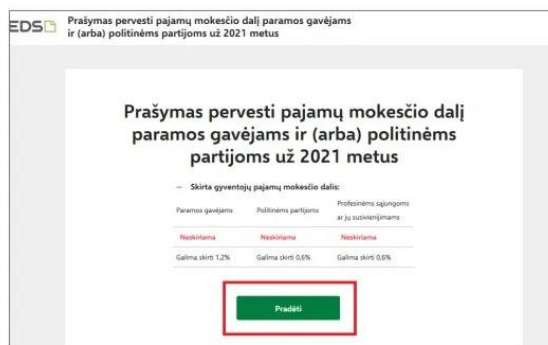 EDS
Prašymas pervesti pajamų mokesčio dalį paramos gavėjams
ir (arba) politinėms partijoms už 2021 metus
Prašymas pervesti pajamų mokesčio dalį
paramos gavėjams ir (arba) politinėms
partijoms už 2021 metus
– Skirta gyventojų pajamų mokesčio dalis:
Paramos gavėjams Politinėms partijoms Profesinėms sąjungoms
ar jų susivienijimams
Neskiriama Neskiriama Neskiriama
Galima skirti 1,2% Galima skirti 0,6% Galima skirti 0,6%
Pradėti